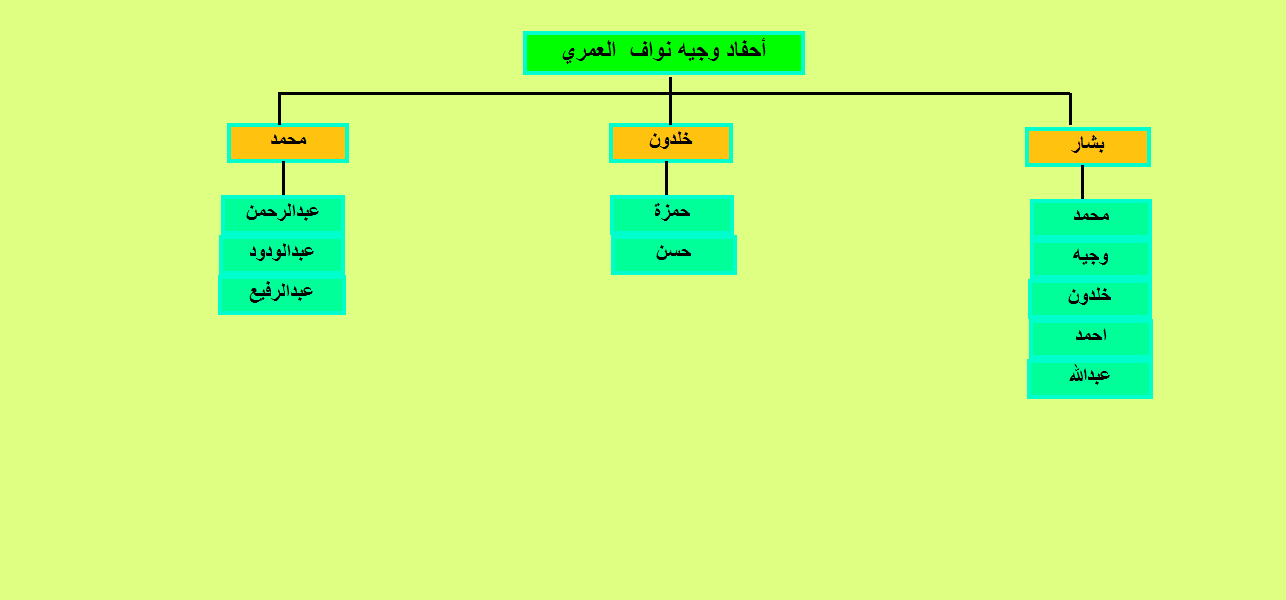 أحفاد وجيه نواف العمري
بشار
محمد
وجيه
خلدون
احمد
عبدالله
خلدون
حمزة
حسن
محمد
عبدالرحمن
عبدالودود
عبدالرفيع